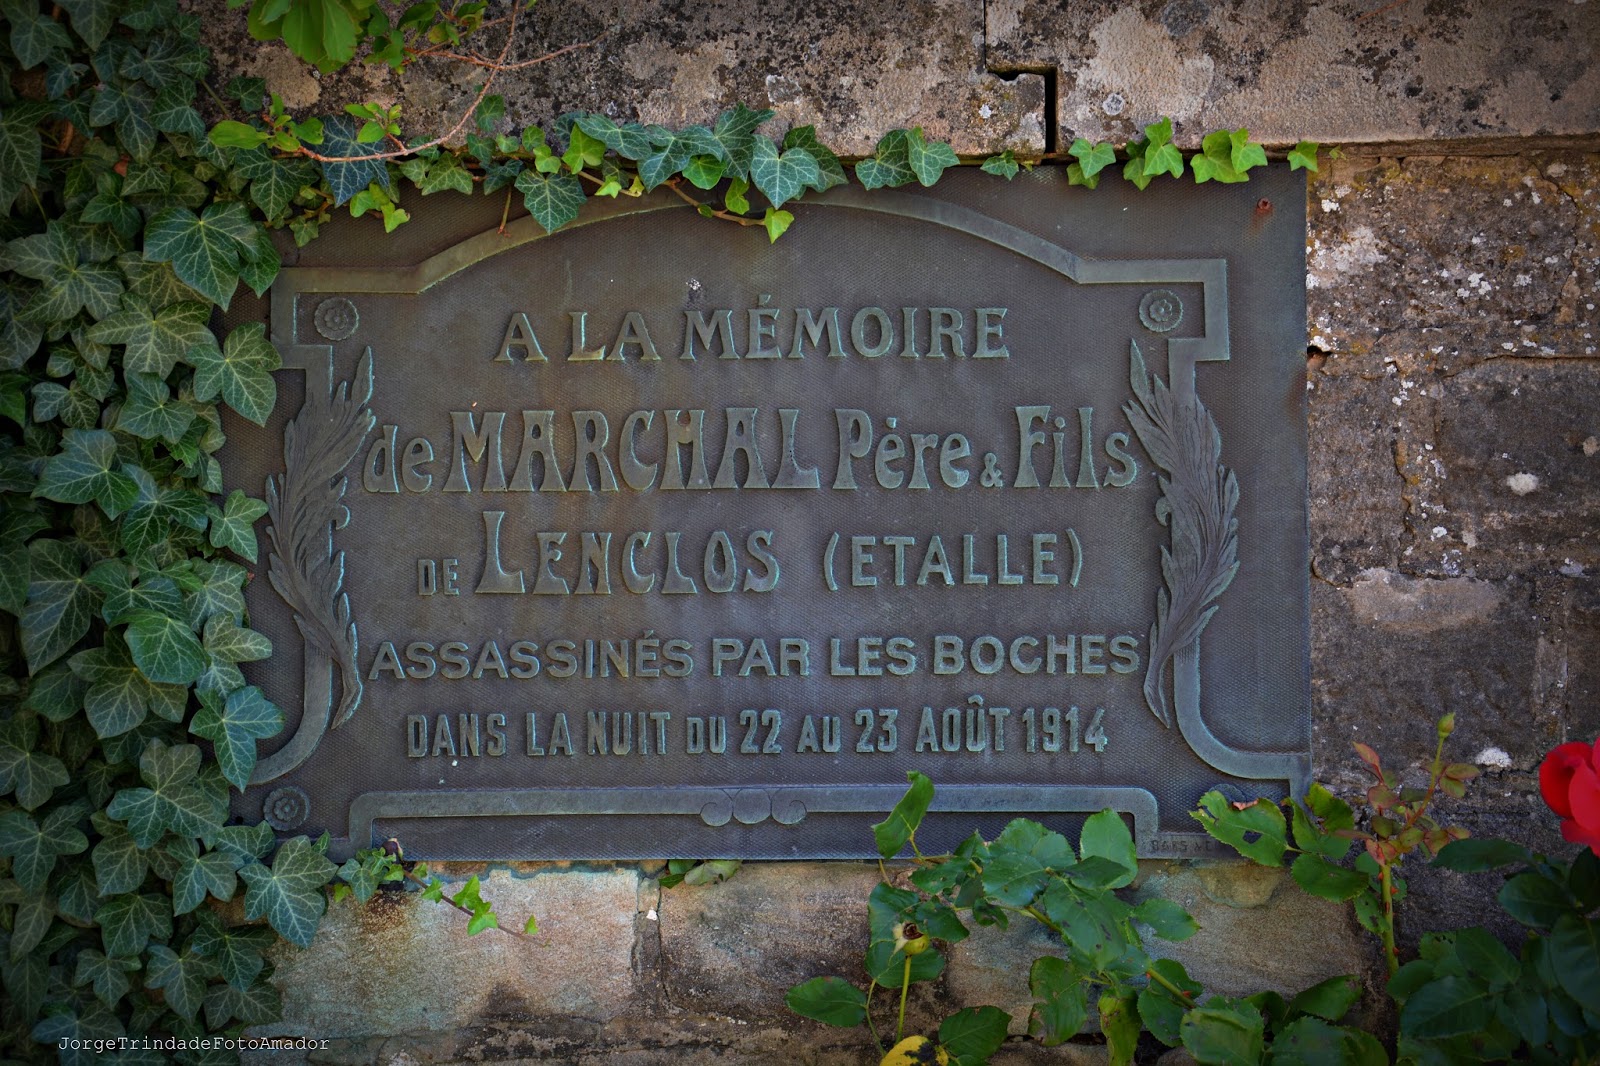 A LA MÉMOIRE
de MARCHAL Père & Fils
DE LENCLOS (ETALLE)
ASSASSINÉS PAR LES BOCHES
DANS LA NUIT DU 22 AU 23 AOÛT 1914
JorgeTrindadeFotoAmador